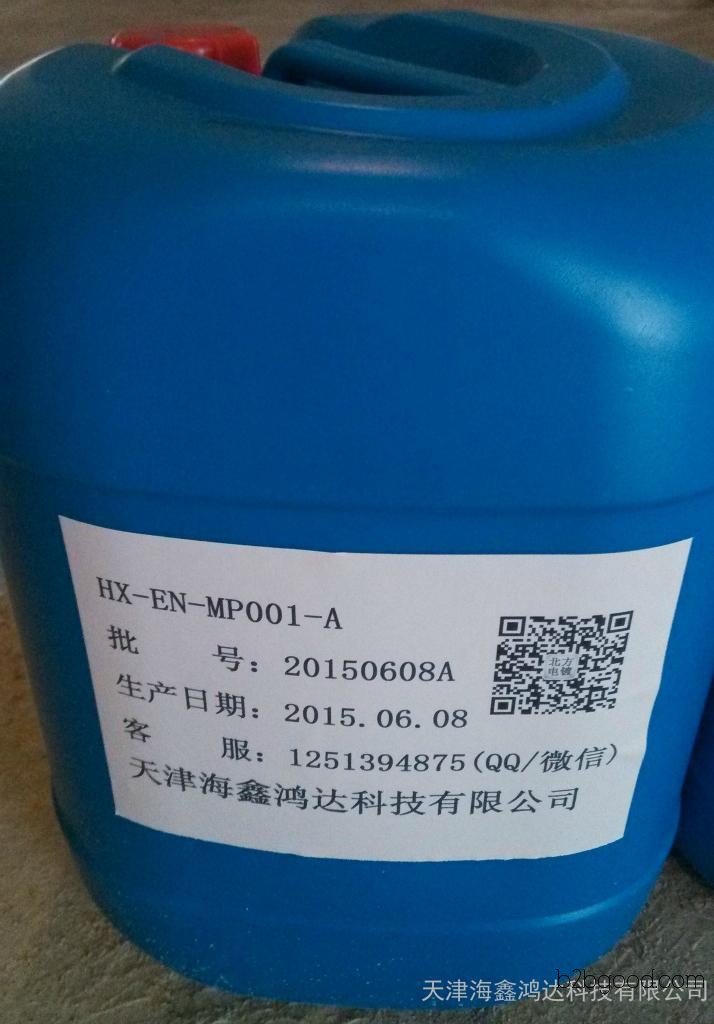 HX-EN-MP001-A
批 号：20150608A
生产日期：2015.06.08
客 服：1251394875(QQ/微信)
天津海鑫鸿达科技有限公司
北方
电镀
b2bgood.com
天津海鑫鸿达科技有限公司